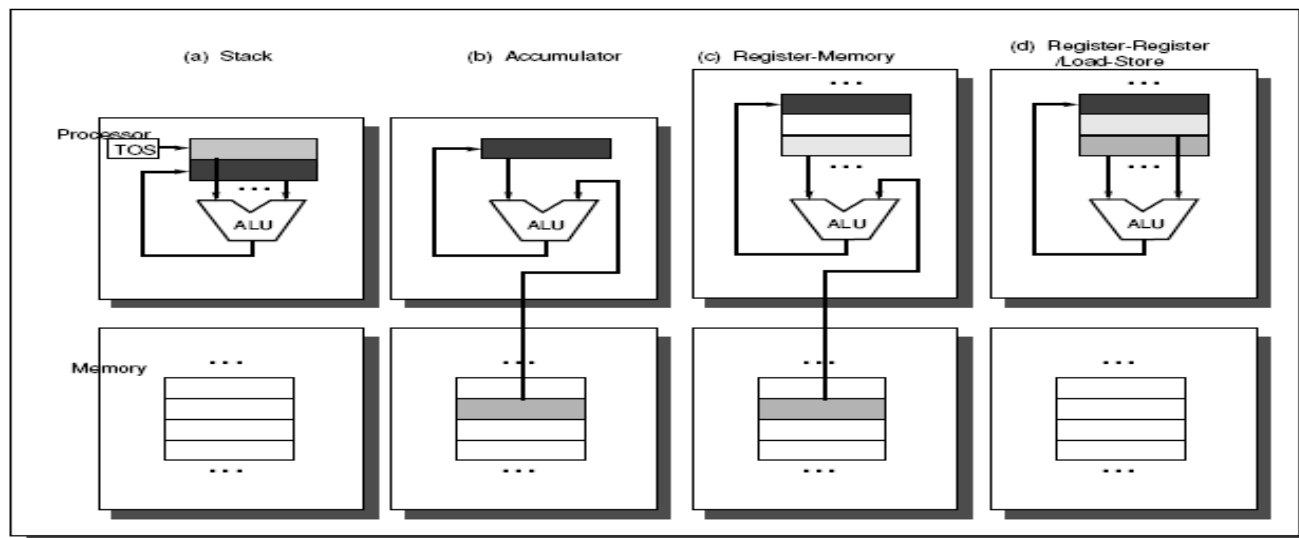 (a) Stack
(b) Accumulator
(c) Register-Memory
(d) Register-Register
/Load-Store
Processor
TOS
ALU
ALU
ALU
ALU
Memory